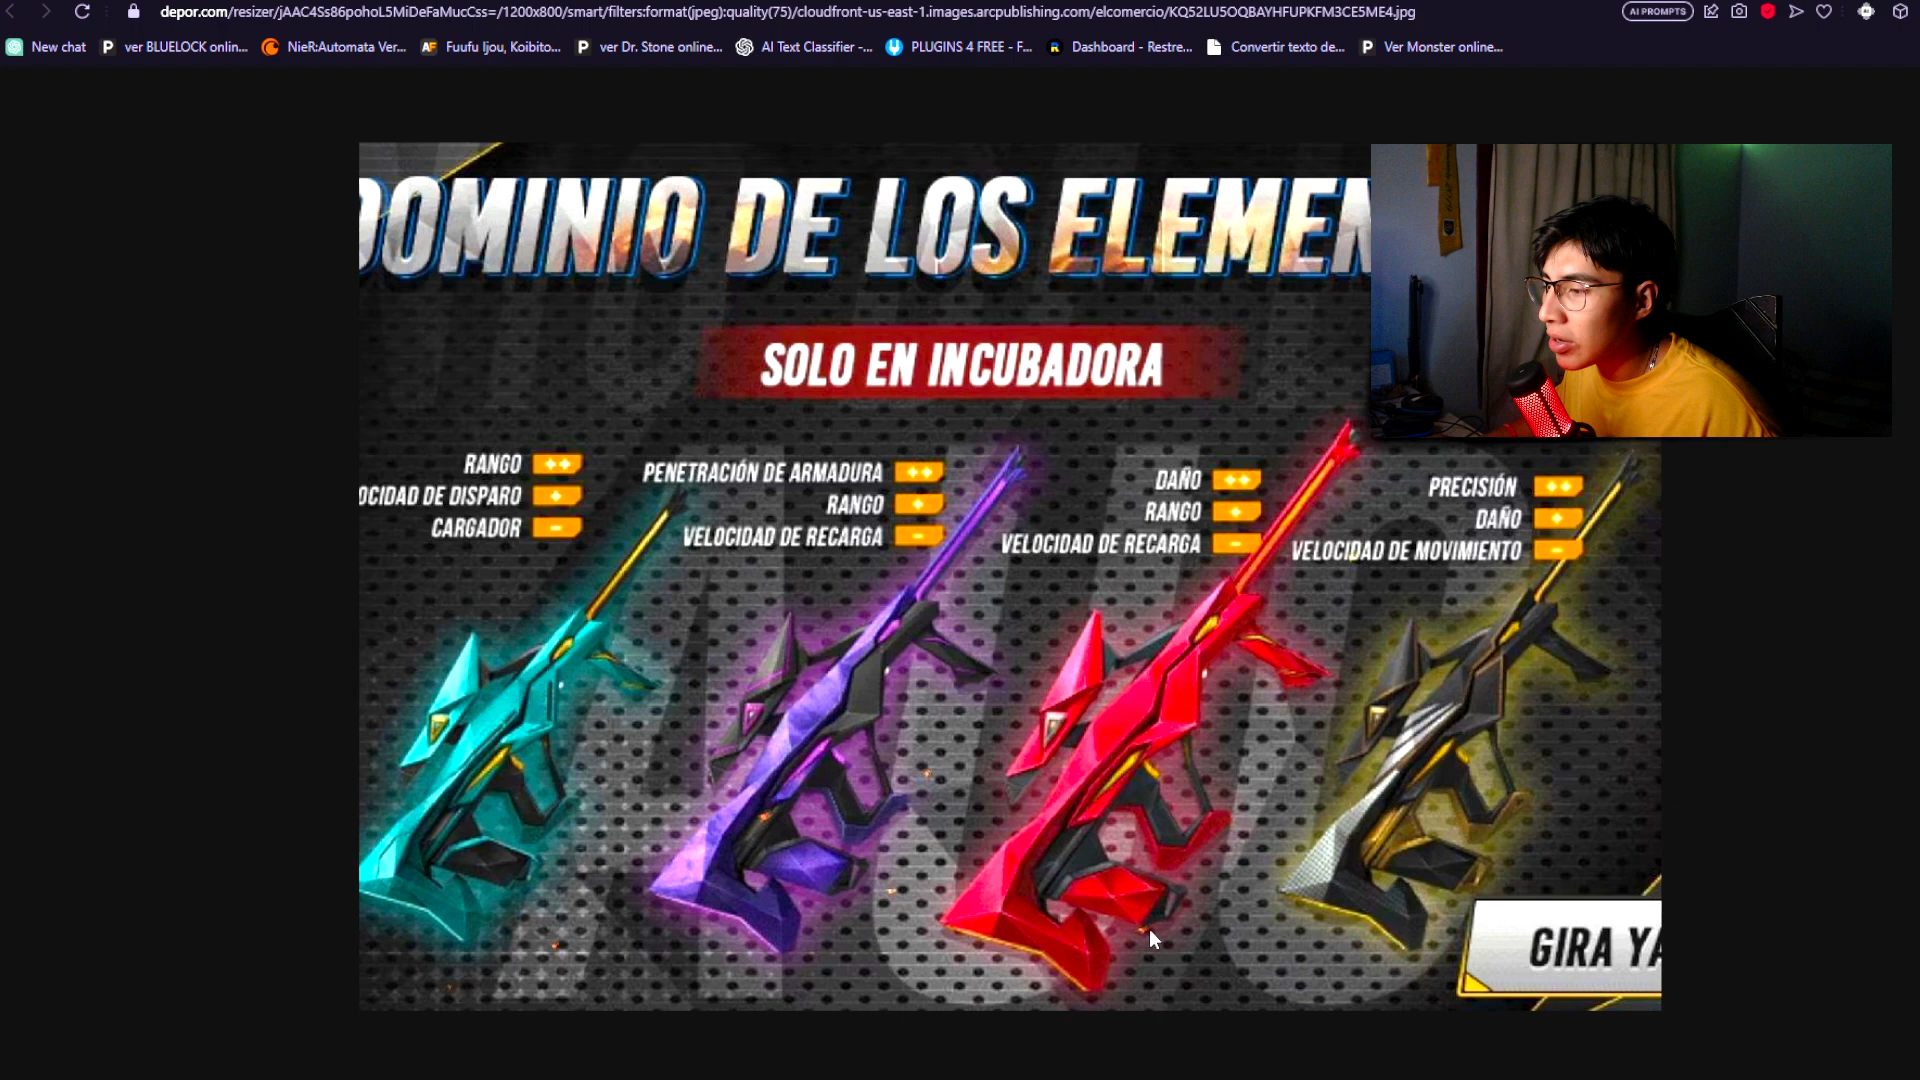 depor.com/resizer/jAAC4Ss86pohoL5MiDeFaMucCss=/1200x800/smart/filters:format(jpeg):quality(75)/cloudfront-us-east-1.images.arcpublishing.com/elcomercio/KQ52LU5OQBAYHFUPKFM3CE5ME4.jpg
AI PROMPTS
New chat
ver BLUELOCK onlin...
NieR:Automata Ver...
Fuufu Ijou, Koibito...
ver Dr. Stone online...
AI Text Classifier -...
PLUGINS 4 FREE - F...
Dashboard - Restre...
Convertir texto de...
Ver Monster online...
DOMINIO DE LOS ELEMEN
SOLO EN INCUBADORA
RANGO
OCIDAD DE DISPARO
CARGADOR
PENETRACIÓN DE ARMADURA
RANGO
VELOCIDAD DE RECARGA
DAÑO
RANGO
VELOCIDAD DE RECARGA
PRECISIÓN
DAÑO
VELOCIDAD DE MOVIMIENTO
GIRA YA